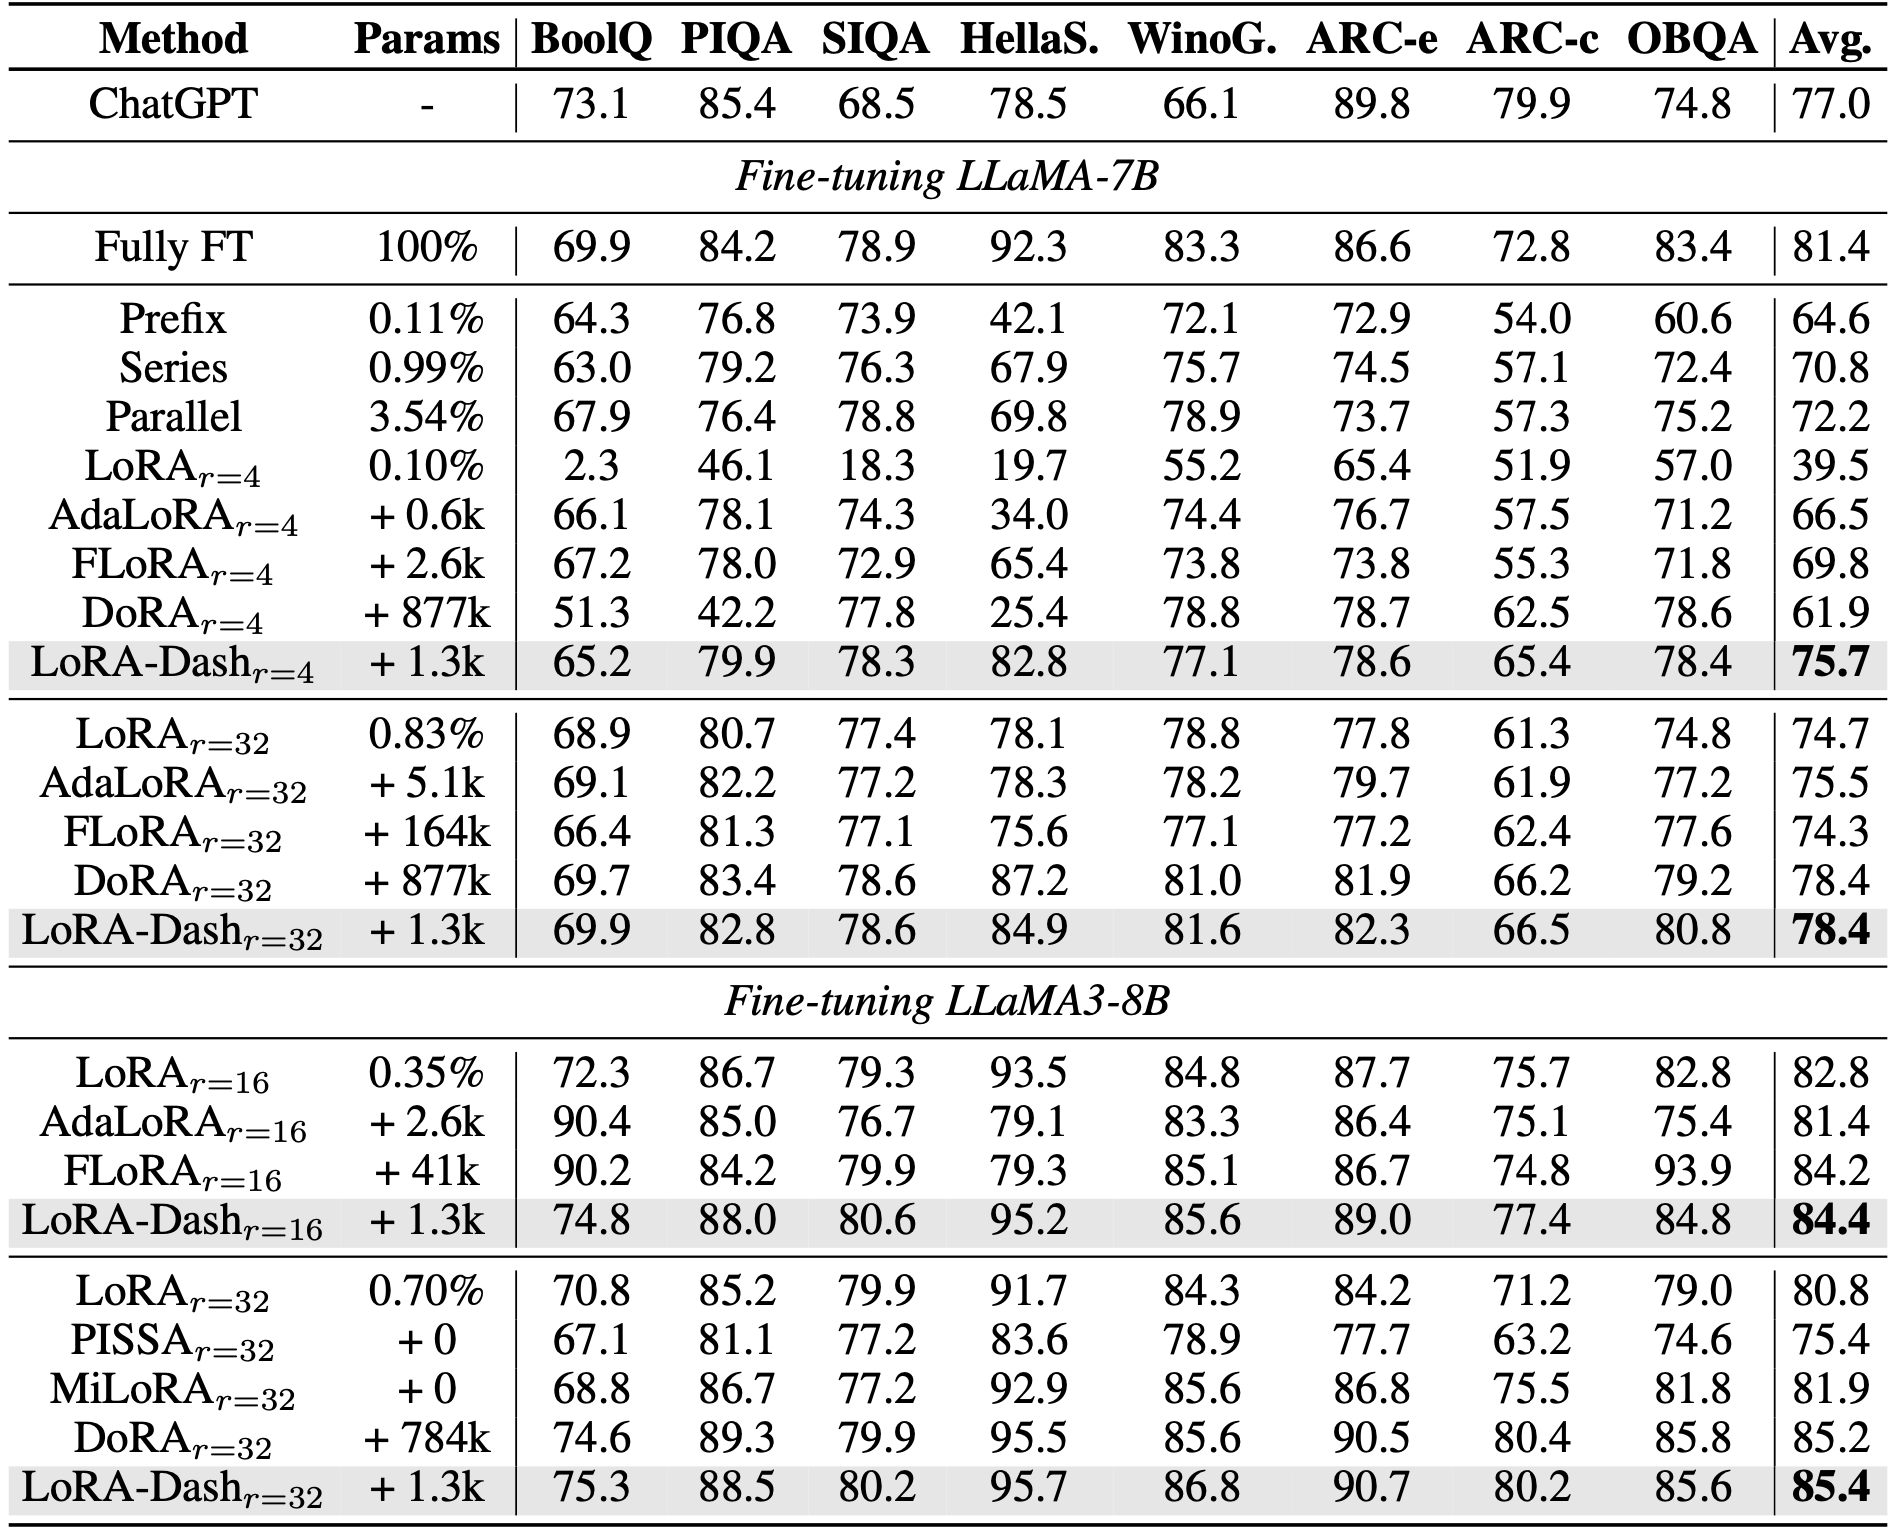 Method Params BoolQ PIQA SIQA HellaS. WinoG. ARC-e ARC-c OBQA Avg.
ChatGPT - 73.1 85.4 68.5 78.5 66.1 89.8 79.9 74.8 77.0
Fine-tuning LLaMA-7B
Fully FT 100% 69.9 84.2 78.9 92.3 83.3 86.6 72.8 83.4 81.4
Prefix 0.11% 64.3 76.8 73.9 42.1 72.1 72.9 54.0 60.6 64.6
Series 0.99% 63.0 79.2 76.3 67.9 75.7 74.5 57.1 72.4 70.8
Parallel 3.54% 67.9 76.4 78.8 69.8 78.9 73.7 57.3 75.2 72.2
LoRAr=4 0.10% 2.3 46.1 18.3 19.7 55.2 65.4 51.9 57.0 39.5
AdaLoRAr=4 + 0.6k 66.1 78.1 74.3 34.0 74.4 76.7 57.5 71.2 66.5
FLoRAr=4 + 2.6k 67.2 78.0 72.9 65.4 73.8 73.8 55.3 71.8 69.8
DoRAr=4 + 877k 51.3 42.2 77.8 25.4 78.8 78.7 62.5 78.6 61.9
LoRA-Dashr=4 + 1.3k 65.2 79.9 78.3 82.8 77.1 78.6 65.4 78.4 75.7
LoRAr=32 0.83% 68.9 80.7 77.4 78.1 78.8 77.8 61.3 74.8 74.7
AdaLoRAr=32 + 5.1k 69.1 82.2 77.2 78.3 78.2 79.7 61.9 77.2 75.5
FLoRAr=32 + 164k 66.4 81.3 77.1 75.6 77.1 77.2 62.4 77.6 74.3
DoRAr=32 + 877k 69.7 83.4 78.6 87.2 81.0 81.9 66.2 79.2 78.4
LoRA-Dashr=32 + 1.3k 69.9 82.8 78.6 84.9 81.6 82.3 66.5 80.8 78.4
Fine-tuning LLaMA3-8B
LoRAr=16 0.35% 72.3 86.7 79.3 93.5 84.8 87.7 75.7 82.8 82.8
AdaLoRAr=16 + 2.6k 90.4 85.0 76.7 79.1 83.3 86.4 75.1 75.4 81.4
FLoRAr=16 + 41k 90.2 84.2 79.9 79.3 85.1 86.7 74.8 93.9 84.2
LoRA-Dashr=16 + 1.3k 74.8 88.0 80.6 95.2 85.6 89.0 77.4 84.8 84.4
LoRAr=32 0.70% 70.8 85.2 79.9 91.7 84.3 84.2 71.2 79.0 80.8
PISSAr=32 + 0 67.1 81.1 77.2 83.6 78.9 77.7 63.2 74.6 75.4
MiLoRAr=32 + 0 68.8 86.7 77.2 92.9 85.6 86.8 75.5 81.8 81.9
DoRAr=32 + 784k 74.6 89.3 79.9 95.5 85.6 90.5 80.4 85.8 85.2
LoRA-Dashr=32 + 1.3k 75.3 88.5 80.2 95.7 86.8 90.7 80.2 85.6 85.4